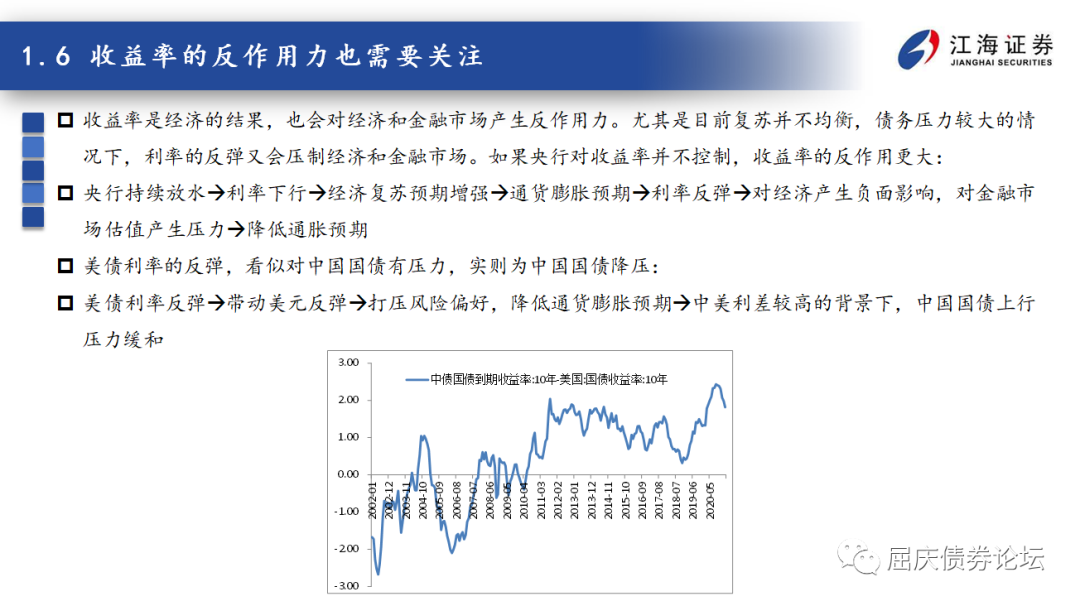 1.6 收益率的反作用力也需要关注
江海证券
JIANGHAI SECURITIES
收益率是经济的结果，也会对经济和金融市场产生反作用力。尤其是目前复苏并不均衡，债务压力较大的情
况下，利率的反弹又会压制经济和金融市场。如果央行对收益率并不控制，收益率的反作用更大：
央行持续放水→利率下行→经济复苏预期增强→通货膨胀预期→利率反弹→对经济产生负面影响，对金融市
场估值产生压力→降低通胀预期
美债利率的反弹，看似对中国国债有压力，实则为中国国债降压：
美债利率反弹→带动美元反弹→打压风险偏好，降低通货膨胀预期→中美利差较高的背景下，中国国债上行
压力缓和
中债国债到期收益率:10年-美国:国债收益率:10年
3.00
2.00
1.00
0.00
-1.00
-2.00
-3.00
2002-01
2002-12
2003-11
2004-10
2005-09
2006-08
2007-07
2008-06
2009-05
2010-04
2011-03
2012-02
2013-01
2013-12
2014-11
2015-10
2016-09
2017-08
2018-07
2019-06
2020-05
屈庆债券论坛